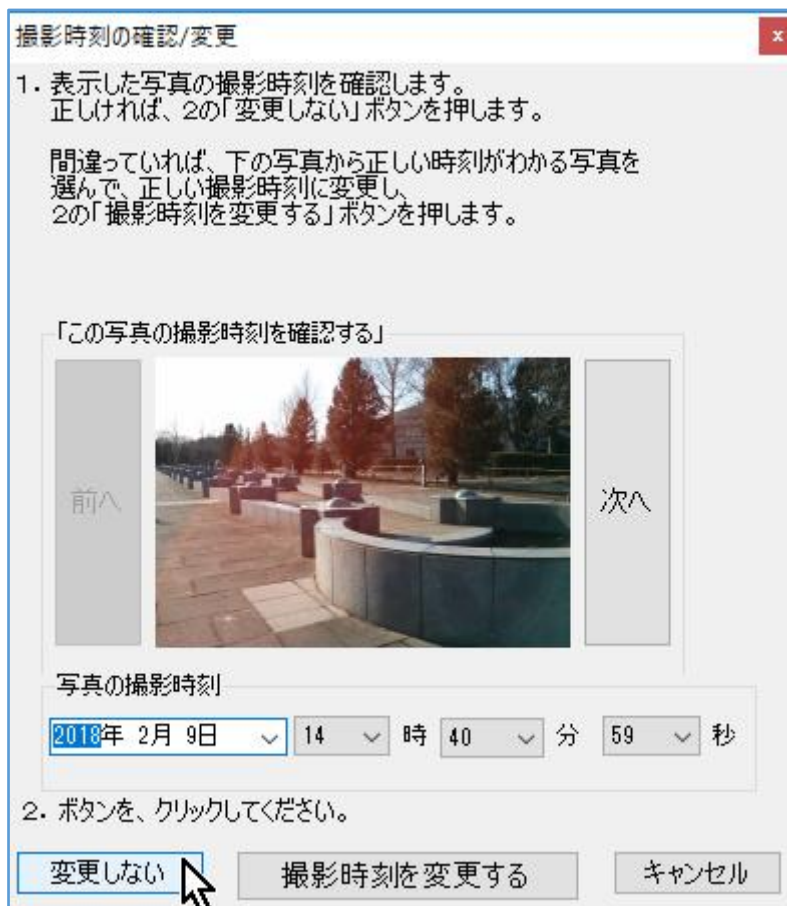 撮影時刻の確認/変更
x
1. 表示した写真の撮影時刻を確認します。
正しければ、2の「変更しない」ボタンを押します。
間違っていれば、下の写真から正しい時刻がわかる写真を
選んで、正しい撮影時刻に変更し、
2の「撮影時刻を変更する」ボタンを押します。
「この写真の撮影時刻を確認する」
前へ
次へ
写真の撮影時刻
2018年 2月 9日 14 時 40 分 59 秒
2. ボタンを、クリックしてください。
変更しない 撮影時刻を変更する キャンセル